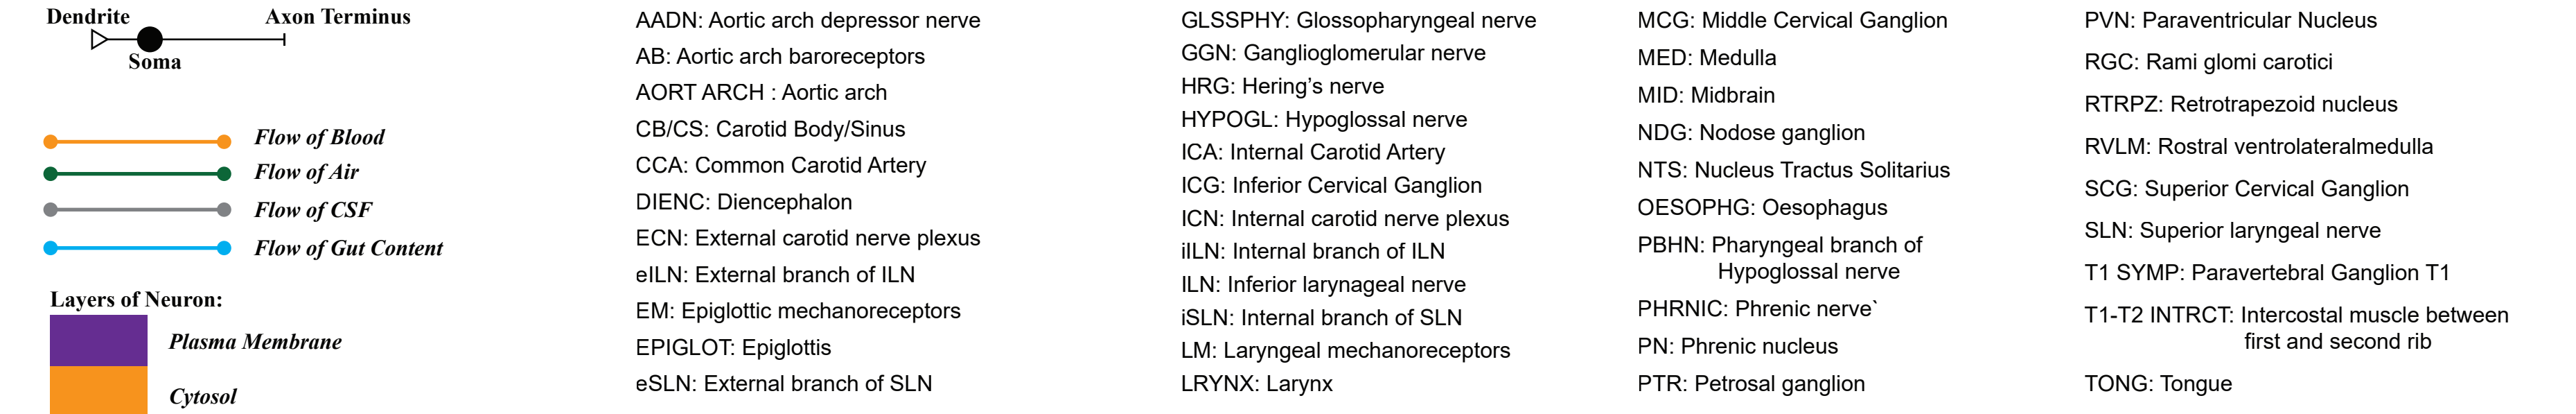 Dendrite
Axon Terminus
Soma
Flow of Blood
Flow of Air
Flow of CSF
Flow of Gut Content
Layers of Neuron:
Plasma Membrane
Cytosol
AADN: Aortic arch depressor nerve
AB: Aortic arch baroreceptors
AORT ARCH : Aortic arch
CB/CS: Carotid Body/Sinus
CCA: Common Carotid Artery
DIENC: Diencephalon
ECN: External carotid nerve plexus
eILN: External branch of ILN
EM: Epiglottic mechanoreceptors
EPIGLOT: Epiglottis
eSLN: External branch of SLN
GLSSPHY: Glossopharyngeal nerve
GGN: Ganglioglomerular nerve
HRG: Hering’s nerve
HYPOGL: Hypoglossal nerve
ICA: Internal Carotid Artery
ICG: Inferior Cervical Ganglion
ICN: Internal carotid nerve plexus
iILN: Internal branch of ILN
ILN: Inferior larynageal nerve
iSLN: Internal branch of SLN
LM: Laryngeal mechanoreceptors
LRYNX: Larynx
MCG: Middle Cervical Ganglion
MED: Medulla
MID: Midbrain
NDG: Nodose ganglion
NTS: Nucleus Tractus Solitarius
OESOPHG: Oesophagus
PBHN: Pharyngeal branch of
Hypoglossal nerve
PHRNIC: Phrenic nerve`
PN: Phrenic nucleus
PTR: Petrosal ganglion
PVN: Paraventricular Nucleus
RGC: Rami glomi carotici
RTRPZ: Retrotrapezoid nucleus
RVLM: Rostral ventrolateralmedulla
SCG: Superior Cervical Ganglion
SLN: Superior laryngeal nerve
T1 SYMP: Paravertebral Ganglion T1
T1-T2 INTRCT: Intercostal muscle between
first and second rib
TONG: Tongue